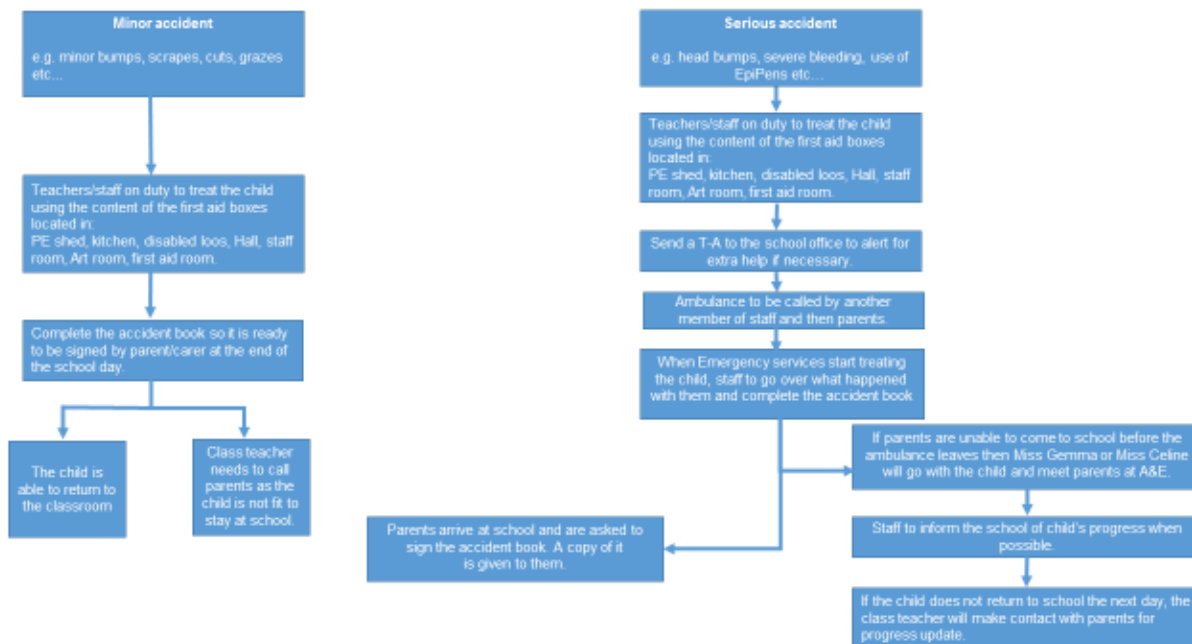 Minor accident
e.g. minor bumps, scrapes, cuts, grazes
etc...
Teachers/staff on duty to treat the child
using the content of the first aid boxes
located in:
PE shed, kitchen, disabled loos, Hall, staff
room, Art room, first aid room.
Complete the accident book so it is ready
to be signed by parent/carer at the end of
the school day.
The child is
able to return to
the classroom
Class teacher
needs to call
parents as the
child is not fit to
stay at school.
Serious accident
e.g. head bumps, severe bleeding, use of
EpiPens etc...
Teachers/staff on duty to treat the child
using the content of the first aid boxes
located in:
PE shed, kitchen, disabled loos, Hall, staff
room, Art room, first aid room.
Send a T-A to the school office to alert for
extra help if necessary.
Ambulance to be called by another
member of staff and then parents.
When Emergency services start treating
the child, staff to go over what happened
with them and complete the accident book
Parents arrive at school and are asked to
sign the accident book. A copy of it
is given to them.
If parents are unable to come to school before the
ambulance leaves then Miss Gemma or Miss Celine
will go with the child and meet parents at A&E.
Staff to inform the school of child's progress when
possible.
If the child does not return to school the next day, the
class teacher will make contact with parents for
progress update.